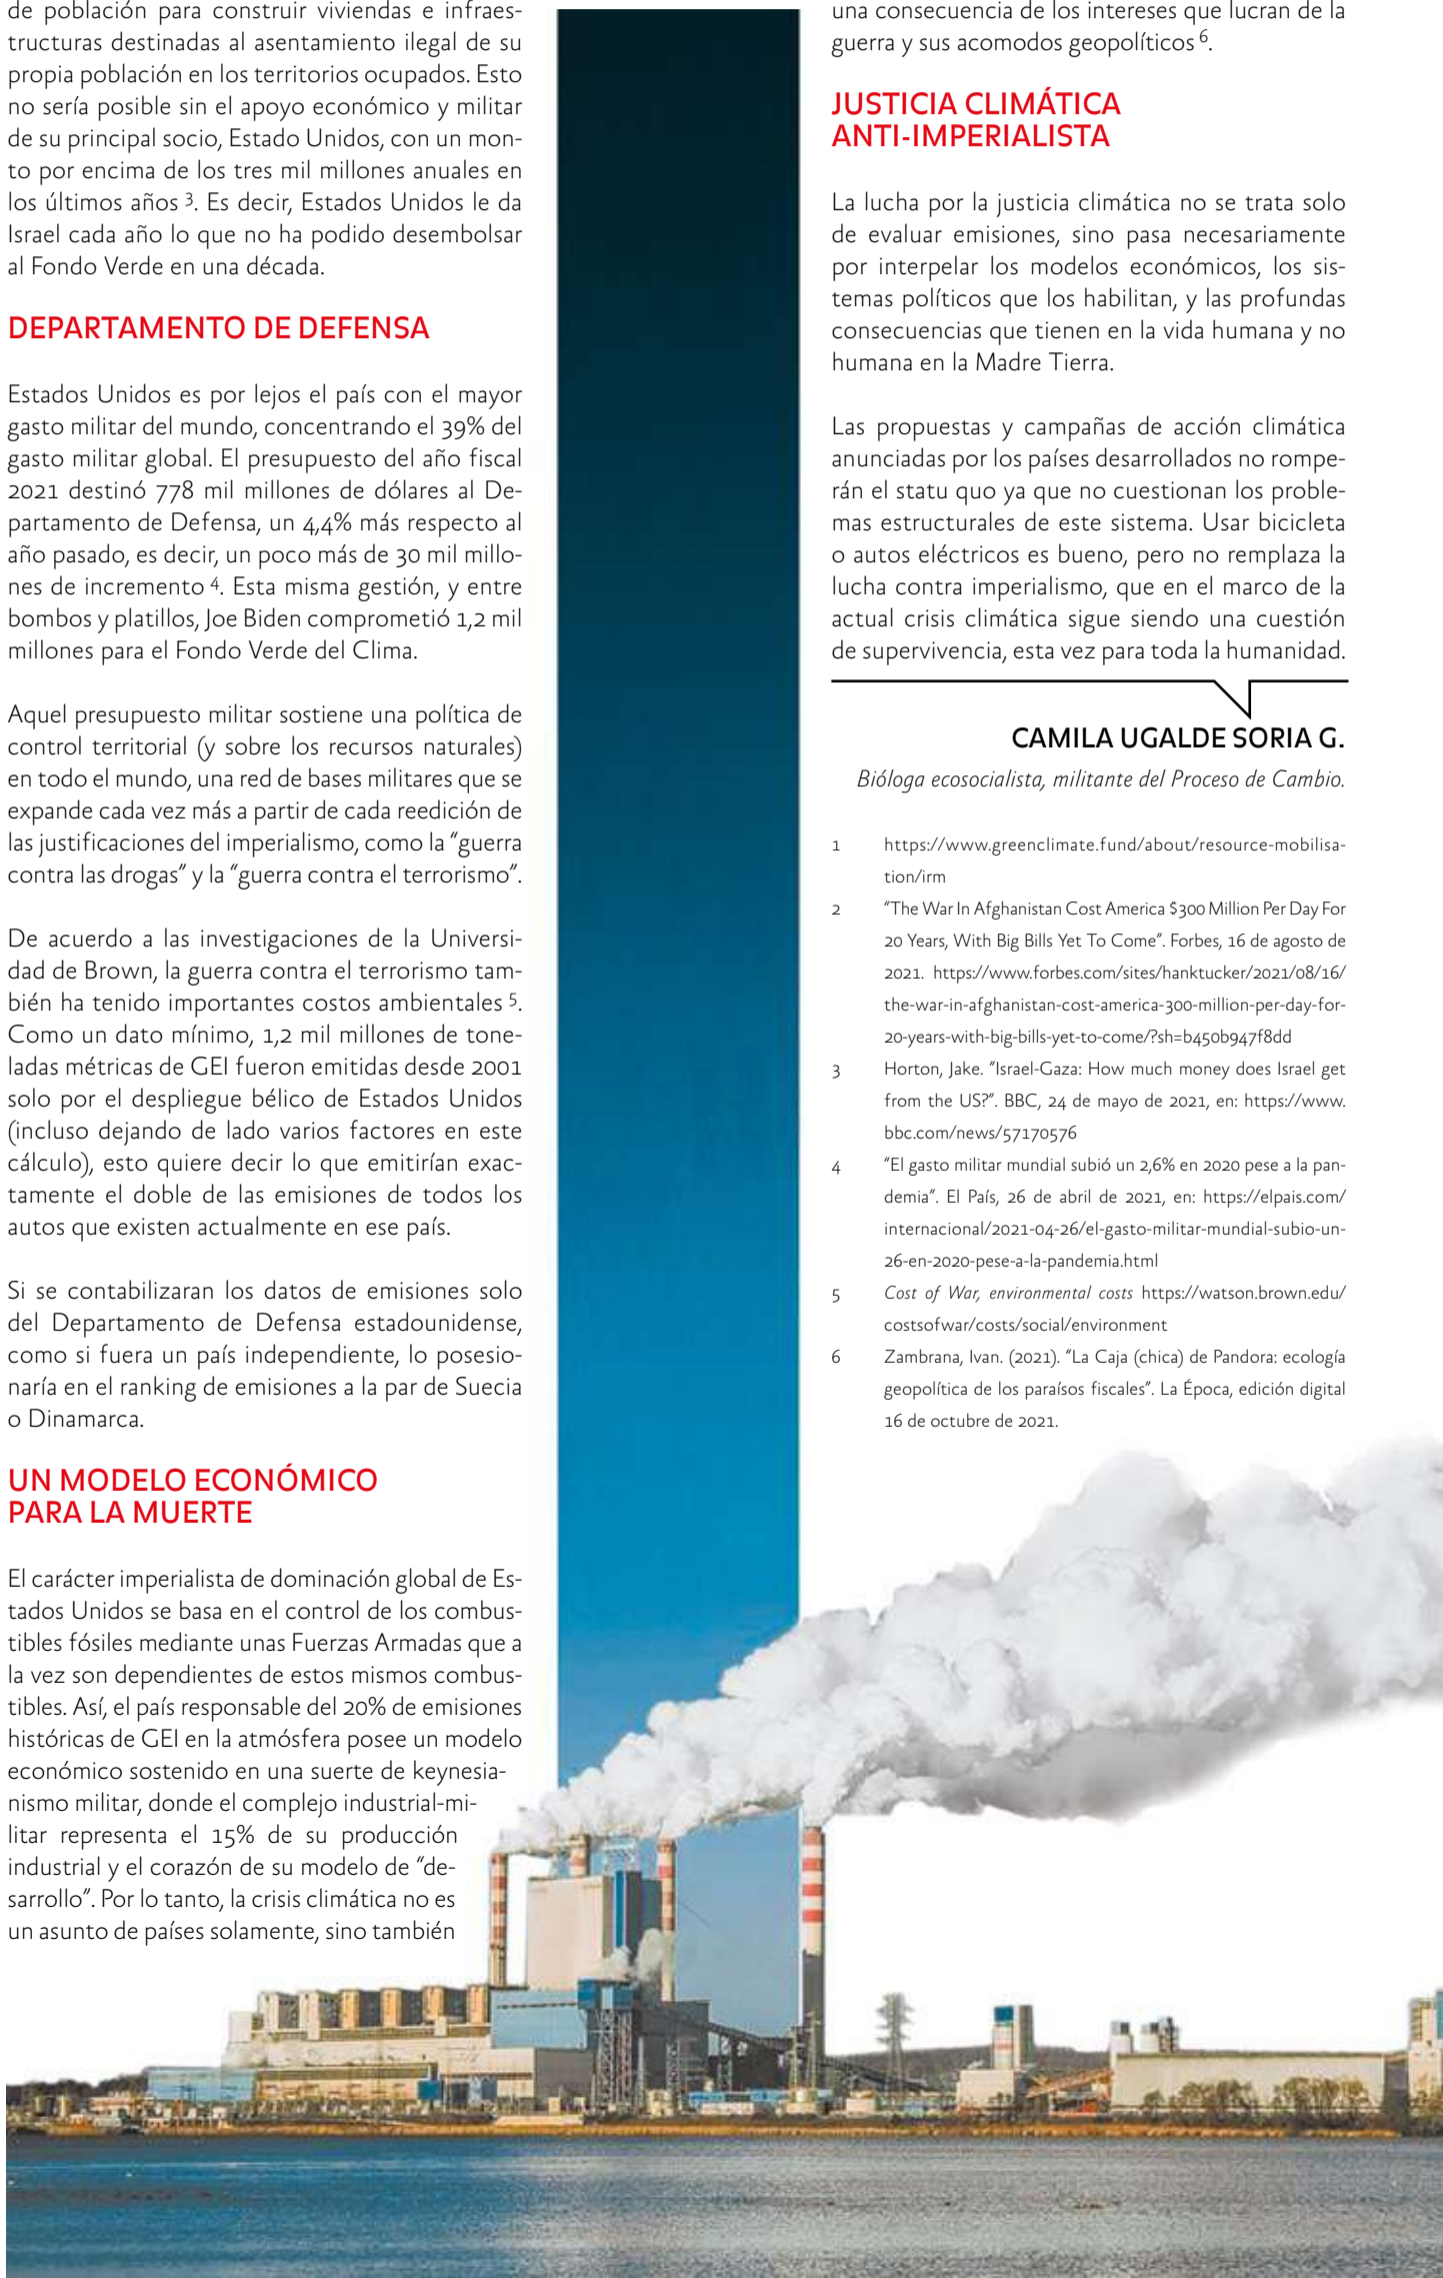 de población para construir viviendas e infraes-
tructuras destinadas al asentamiento ilegal de su
propia población en los territorios ocupados. Esto
no sería posible sin el apoyo económico y militar
de su principal socio, Estado Unidos, con un mon-
to por encima de los tres mil millones anuales en
los últimos años 3. Es decir, Estados Unidos le da
Israel cada año lo que no ha podido desembolsar
al Fondo Verde en una década.
DEPARTAMENTO DE DEFENSA
Estados Unidos es por lejos el país con el mayor
gasto militar del mundo, concentrando el 39% del
gasto militar global. El presupuesto del año fiscal
2021 destinó 778 mil millones de dólares al De-
partamento de Defensa, un 4,4% más respecto al
año pasado, es decir, un poco más de 30 mil millo-
nes de incremento 4. Esta misma gestión, y entre
bombos y platillos, Joe Biden comprometió 1,2 mil
millones para el Fondo Verde del Clima.
Aquel presupuesto militar sostiene una política de
control territorial (y sobre los recursos naturales)
en todo el mundo, una red de bases militares que se
expande cada vez más a partir de cada reedición de
las justificaciones del imperialismo, como la “guerra
contra las drogas” y la “guerra contra el terrorismo”.
De acuerdo a las investigaciones de la Universi-
dad de Brown, la guerra contra el terrorismo tam-
bién ha tenido importantes costos ambientales 5.
Como un dato mínimo, 1,2 mil millones de tone-
ladas métricas de GEI fueron emitidas desde 2001
solo por el despliegue bélico de Estados Unidos
(incluso dejando de lado varios factores en este
cálculo), esto quiere decir lo que emitirían exac-
tamente el doble de las emisiones de todos los
autos que existen actualmente en ese país.
Si se contabilizaran los datos de emisiones solo
del Departamento de Defensa estadounidense,
como si fuera un país independiente, lo posesio-
naría en el ranking de emisiones a la par de Suecia
o Dinamarca.
UN MODELO ECONÓMICO
PARA LA MUERTE
El carácter imperialista de dominación global de Es-
tados Unidos se basa en el control de los combus-
tibles fósiles mediante unas Fuerzas Armadas que a
la vez son dependientes de estos mismos combus-
tibles. Así, el país responsable del 20% de emisiones
históricas de GEI en la atmósfera posee un modelo
económico sostenido en una suerte de keynesia-
nismo militar, donde el complejo industrial-mi-
litar representa el 15% de su producción
industrial y el corazón de su modelo de “de-
sarrollo”. Por lo tanto, la crisis climática no es
un asunto de países solamente, sino también
una consecuencia de los intereses que lucran de la
guerra y sus acomodos geopolíticos 6.
JUSTICIA CLIMÁTICA
ANTI-IMPERIALISTA
La lucha por la justicia climática no se trata solo
de evaluar emisiones, sino pasa necesariamente
por interpelar los modelos económicos, los sis-
temas políticos que los habilitan, y las profundas
consecuencias que tienen en la vida humana y no
humana en la Madre Tierra.
Las propuestas y campañas de acción climática
anunciadas por los países desarrollados no rompe-
rán el statu quo ya que no cuestionan los proble-
mas estructurales de este sistema. Usar bicicleta
o autos eléctricos es bueno, pero no remplaza la
lucha contra imperialismo, que en el marco de la
actual crisis climática sigue siendo una cuestión
de supervivencia, esta vez para toda la humanidad.
CAMILA UGALDE SORIA G.
Bióloga ecosocialista, militante del Proceso de Cambio.
1 https://www.greenclimate.fund/about/resource-mobilisa-
tion/irm
2 “The War In Afghanistan Cost America $300 Million Per Day For
20 Years, With Big Bills Yet To Come”. Forbes, 16 de agosto de
2021. https://www.forbes.com/sites/hanktucker/2021/08/16/
the-war-in-afghanistan-cost-america-300-million-per-day-for-
20-years-with-big-bills-yet-to-come/?sh=b450b947f8dd
3 Horton, Jake. “Israel-Gaza: How much money does Israel get
from the US?”. BBC, 24 de mayo de 2021, en: https://www.
bbc.com/news/57170576
4 “El gasto militar mundial subió un 2,6% en 2020 pese a la pan-
demia”. El País, 26 de abril de 2021, en: https://elpais.com/
internacional/2021-04-26/el-gasto-militar-mundial-subio-un-
26-en-2020-pese-a-la-pandemia.html
5 Cost of War, environmental costs https://watson.brown.edu/
costsofwar/costs/social/environment
6 Zambrana, Ivan. (2021). “La Caja (chica) de Pandora: ecología
geopolítica de los paraísos fiscales”. La Época, edición digital
16 de octubre de 2021.